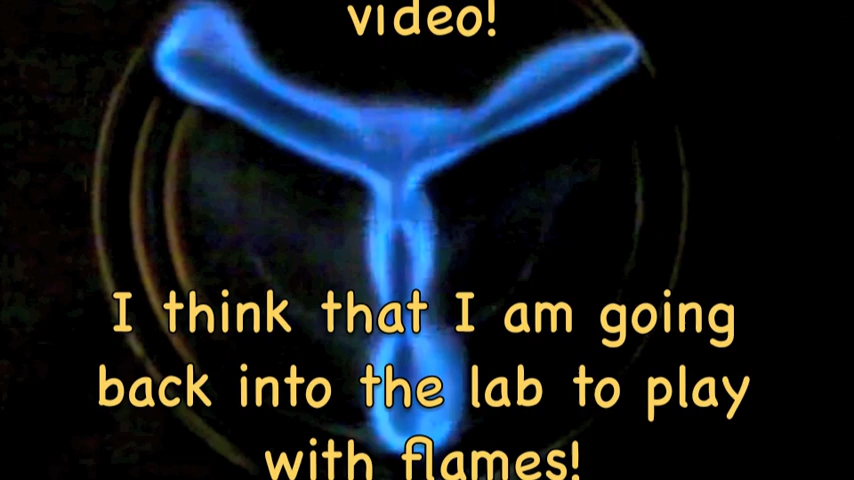 video!
I think that I am going
back into the lab to play
with flames!